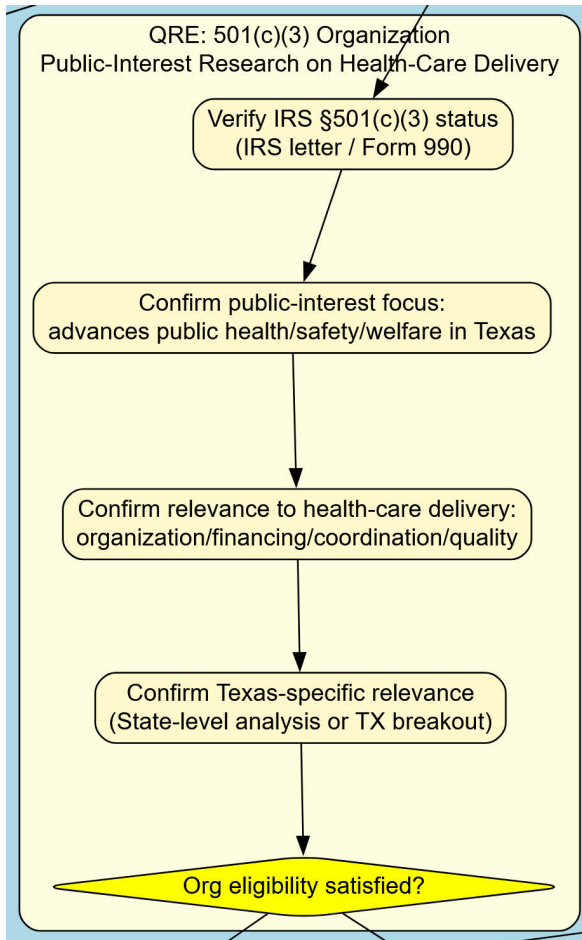 QRE: 501(c)(3) Organization
Public-Interest Research on Health-Care Delivery
Verify IRS §501(c)(3) status
(IRS letter / Form 990)
Confirm public-interest focus:
advances public health/safety/welfare in Texas
Confirm relevance to health-care delivery:
organization/financing/coordination/quality
Confirm Texas-specific relevance
(State-level analysis or TX breakout)
Org eligibility satisfied?